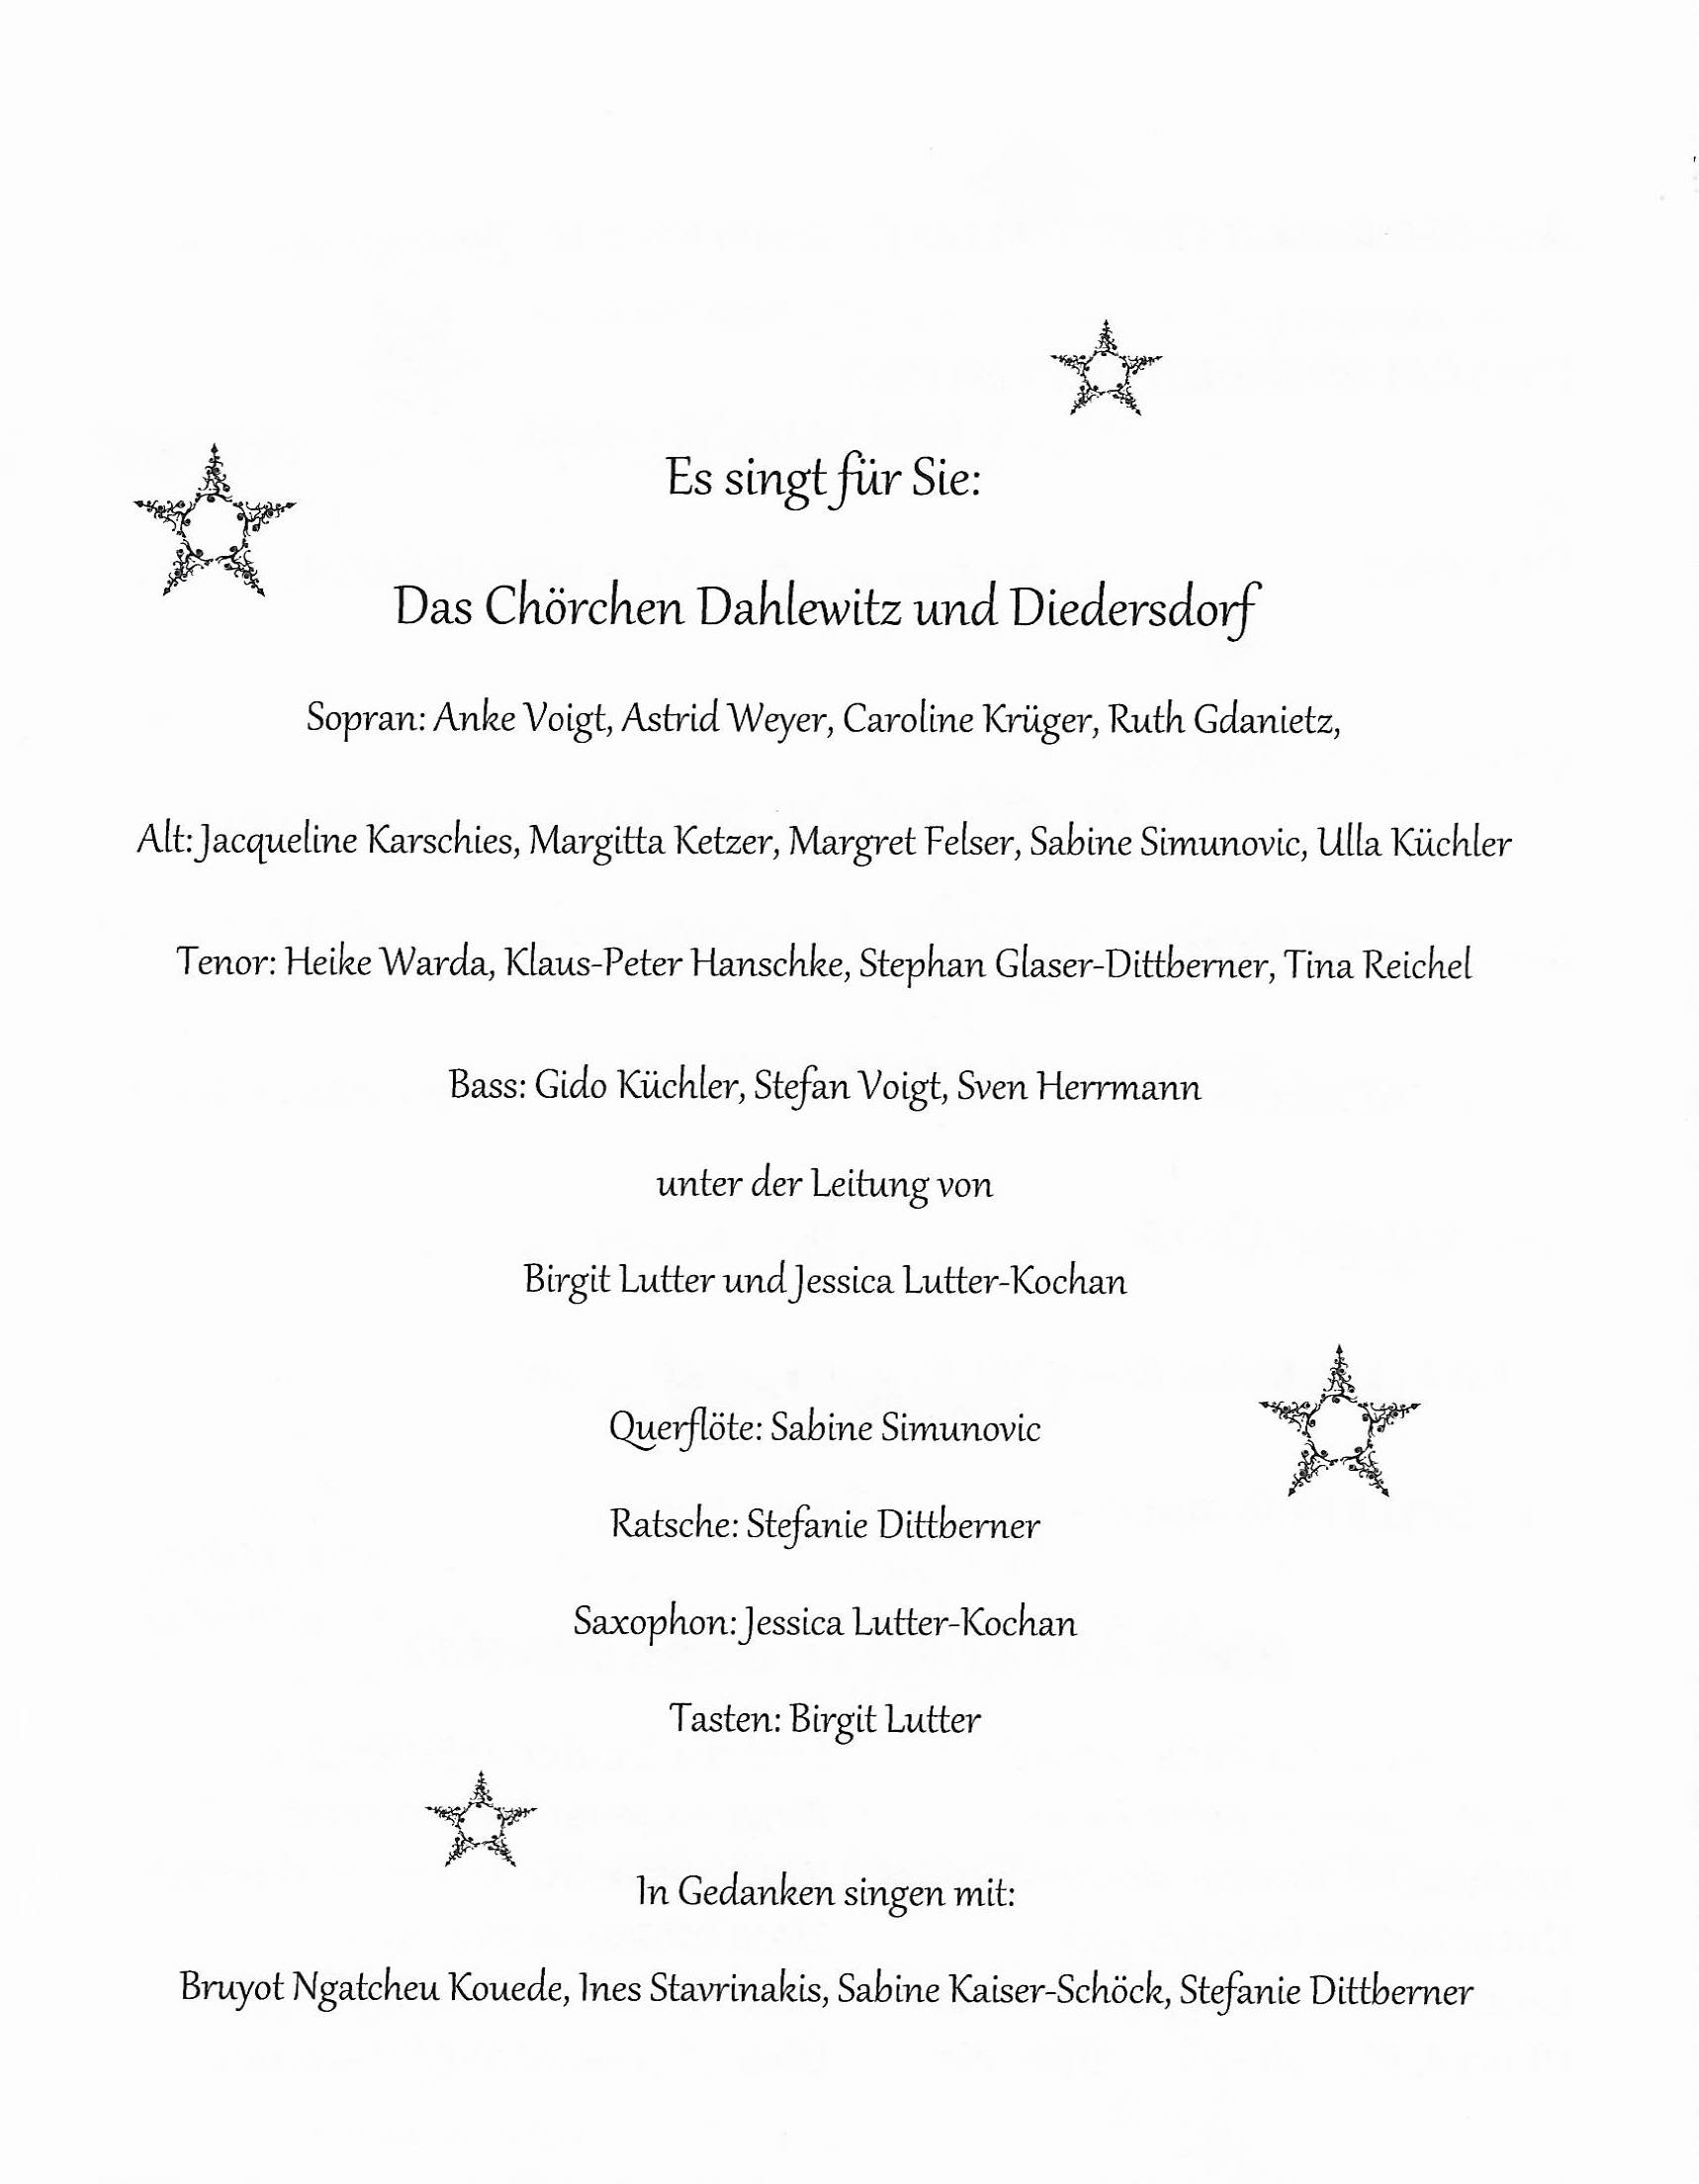 Es singt für Sie:
Das Chörchen Dahlewitz und Diedersdorf
Sopran: Anke Voigt, Astrid Weyer, Caroline Krüger, Ruth Gdanietz,
Alt: Jacqueline Karschies, Margitta Ketzer, Margret Felser, Sabine Simunovic, Ulla Küchler
Tenor: Heike Warda, Klaus-Peter Hanschke, Stephan Glaser-Dittberner, Tina Reichel
Bass: Gido Küchler, Stefan Voigt, Sven Herrmann
unter der Leitung von
Birgit Lutter und Jessica Lutter-Kochan
Querflöte: Sabine Simunovic
Ratsche: Stefanie Dittberner
Saxophon: Jessica Lutter-Kochan
Tasten: Birgit Lutter
In Gedanken singen mit:
Bruyot Ngatcheu Kouede, Ines Stavrinakis, Sabine Kaiser-Schöck, Stefanie Dittberner